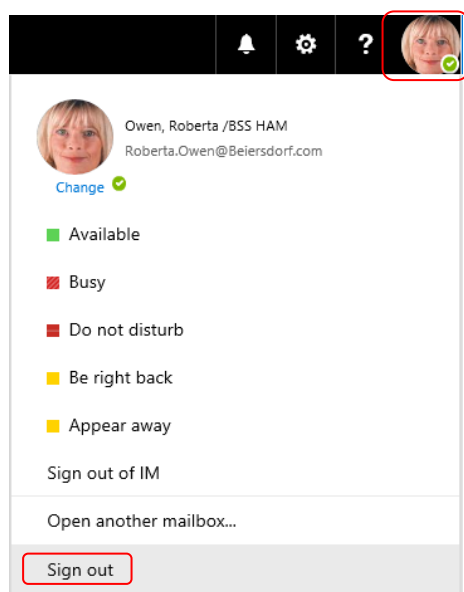 ?
Owen, Roberta /BSS HAM
Roberta.Owen@Beiersdorf.com
Change
Available
Busy
Do not disturb
Be right back
Appear away
Sign out of IM
Open another mailbox...
Sign out